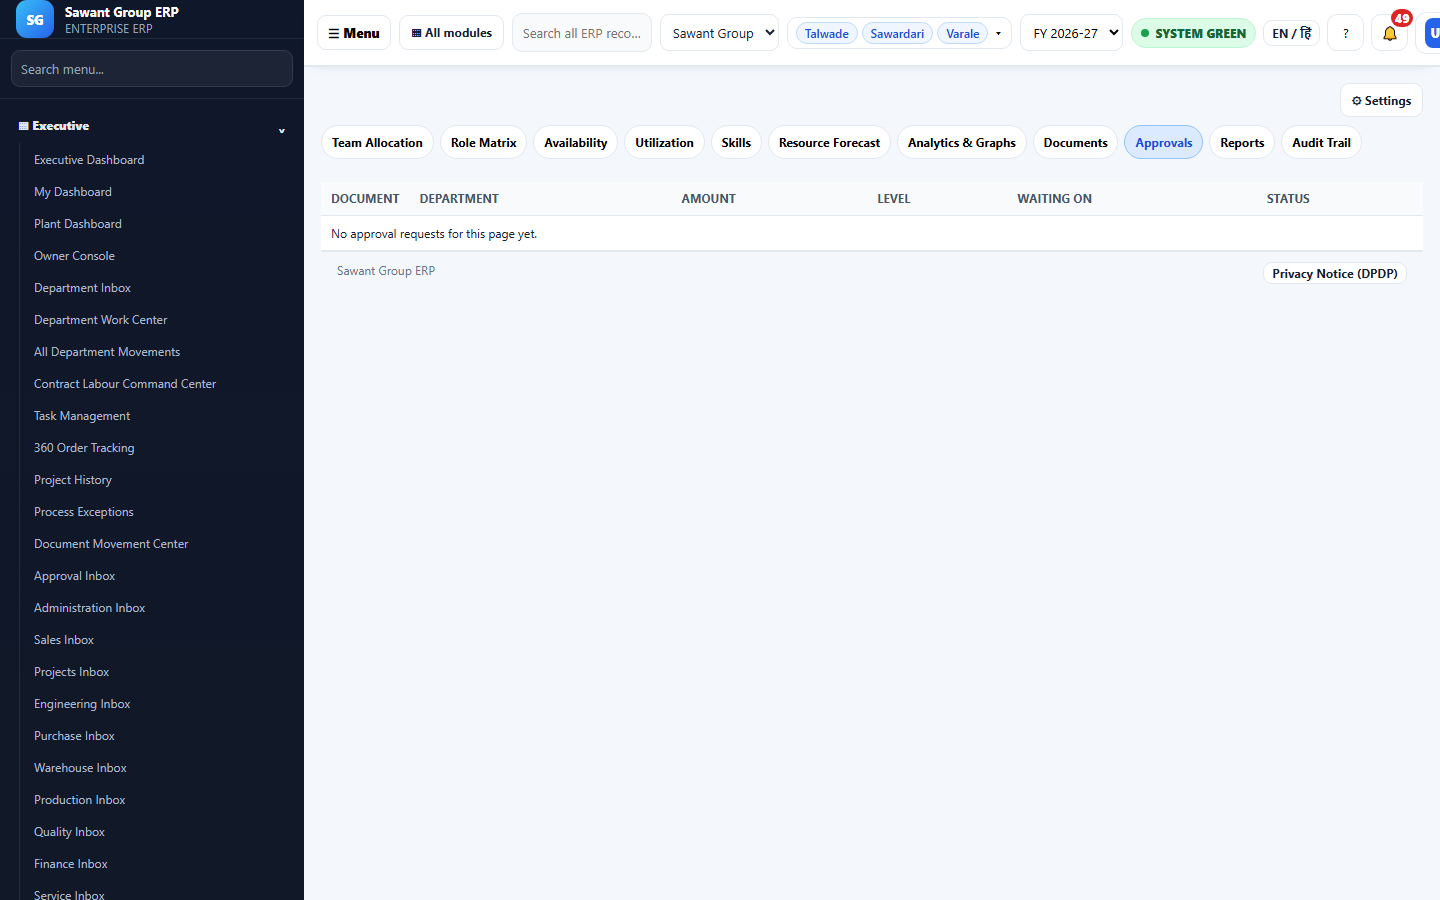 SG
Sawant Group ERP
ENTERPRISE ERP
Search menu...
Executive
Executive Dashboard
My Dashboard
Plant Dashboard
Owner Console
Department Inbox
Department Work Center
All Department Movements
Contract Labour Command Center
Task Management
360 Order Tracking
Project History
Process Exceptions
Document Movement Center
Approval Inbox
Administration Inbox
Sales Inbox
Projects Inbox
Engineering Inbox
Purchase Inbox
Warehouse Inbox
Production Inbox
Quality Inbox
Finance Inbox
Service Inbox
☰ Menu
All modules
Search all ERP reco...
Sawant Group
Talwade Sawardari Varale
FY 2026-27
SYSTEM GREEN
EN / हिं
?
49
U
⚙ Settings
Team Allocation Role Matrix Availability Utilization Skills Resource Forecast Analytics & Graphs Documents Approvals Reports Audit Trail
DOCUMENT DEPARTMENT AMOUNT LEVEL WAITING ON STATUS
No approval requests for this page yet.
Sawant Group ERP
Privacy Notice (DPDP)